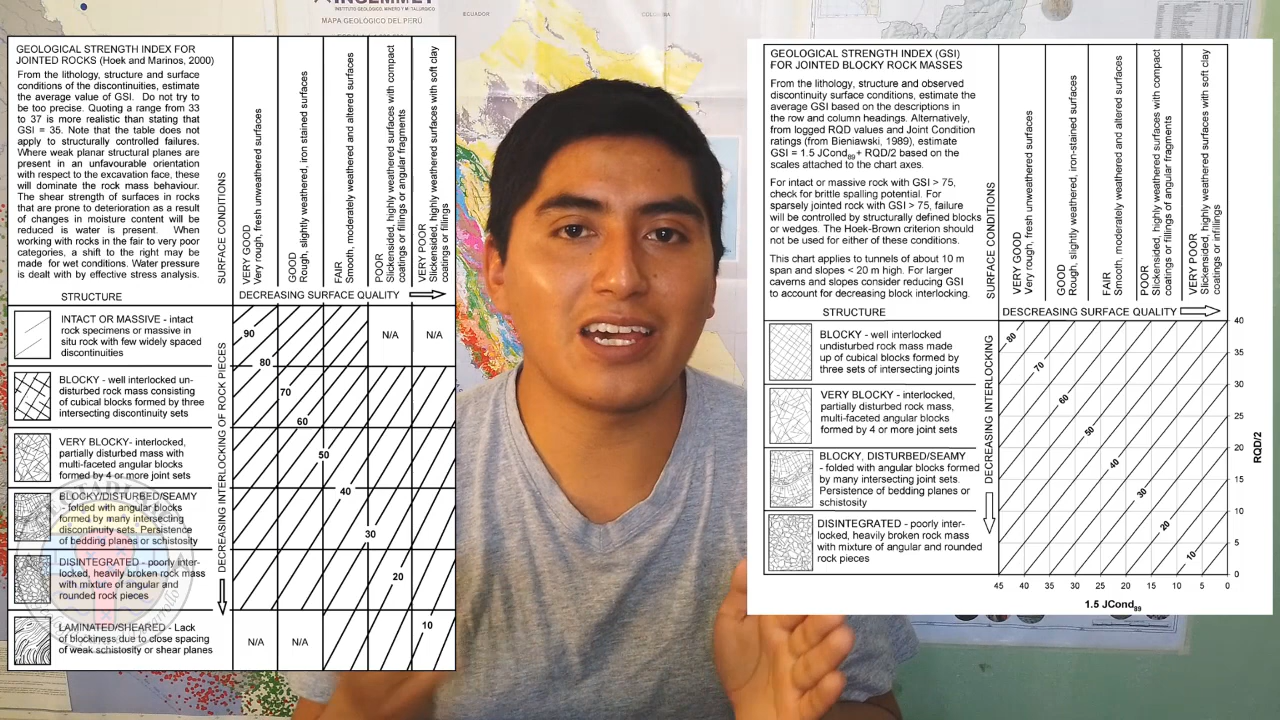 INGEMMET
INSTITUTO GEOLÓGICO, MINERO Y METALÚRGICO
MAPA GEOLÓGICO DEL PERÚ
ECUADOR
GEOLOGICAL STRENGTH INDEX FOR
JOINTED ROCKS (Hoek and Marinos, 2000)
From the lithology, structure and surface
conditions of the discontinuities, estimate
the average value of GSI. Do not try to
be too precise. Quoting a range from 33
to 37 is more realistic than stating that
GSI = 35. Note that the table does not
apply to structurally controlled failures.
Where weak planar structural planes are
present in an unfavourable orientation
with respect to the excavation face, these
will dominate the rock mass behaviour.
The shear strength of surfaces in rocks
that are prone to deterioration as a result
of changes in moisture content will be
reduced is water is present. When
working with rocks in the fair to very poor
categories, a shift to the right may be
made for wet conditions. Water pressure
is dealt with by effective stress analysis.
STRUCTURE
SURFACE CONDITIONS
VERY GOOD
Very rough, fresh unweathered surfaces
GOOD
Rough, slightly weathered, iron stained surfaces
FAIR
Smooth, moderately weathered and altered surfaces
POOR
Slickensided, highly weathered surfaces with compact
coatings or fillings or angular fragments
VERY POOR
Slickensided, highly weathered surfaces with soft clay
coatings or fillings
DECREASING SURFACE QUALITY
DECREASING INTERLOCKING OF ROCK PIECES
INTACT OR MASSIVE - intact
rock specimens or massive in
situ rock with few widely spaced
discontinuities
BLOCKY - well interlocked un-
disturbed rock mass consisting
of cubical blocks formed by three
intersecting discontinuity sets
VERY BLOCKY- interlocked,
partially disturbed mass with
multi-faceted angular blocks
formed by 4 or more joint sets
BLOCKY/DISTURBED/SEAMY
- folded with angular blocks
formed by many intersecting
discontinuity sets. Persistence
of bedding planes or schistosity
DISINTEGRATED - poorly inter-
locked, heavily broken rock mass
with mixture of angular and
rounded rock pieces
LAMINATED/SHEARED - Lack
of blockiness due to close spacing
of weak schistosity or shear planes
90
80
70
60
50
40
30
20
10
N/A
N/A
N/A
N/A
GEOLOGICAL STRENGTH INDEX (GSI)
FOR JOINTED BLOCKY ROCK MASSES
From the lithology, structure and observed
discontinuity surface conditions, estimate the
average GSI based on the descriptions in
the row and column headings. Alternatively,
from logged RQD values and Joint Condition
ratings (from Bieniawski, 1989), estimate
GSI = 1.5 JCond89 + RQD/2 based on the
scales attached to the chart axes.
For intact or massive rock with GSI > 75,
check for brittle spalling potential. For
sparsely jointed rock with GSI > 75, failure
will be controlled by structurally defined blocks
or wedges. The Hoek-Brown criterion should
not be used for either of these conditions.
This chart applies to tunnels of about 10 m
span and slopes < 20 m high. For larger
caverns and slopes consider reducing GSI
to account for decreasing block interlocking.
STRUCTURE
SURFACE CONDITIONS
VERY GOOD
Very rough, fresh unweathered surfaces
GOOD
Rough, slightly weathered, iron-stained surfaces
FAIR
Smooth, moderately weathered and altered surfaces
POOR
Slickensided, highly weathered surfaces with compact
coatings of fillings of angular fragments
VERY POOR
Slickensided, highly weathered surfaces with soft clay
coatings or infillings
DESCREASING SURFACE QUALITY
DECREASING INTERLOCKING
BLOCKY - well interlocked
undisturbed rock mass made
up of cubical blocks formed by
three sets of intersecting joints
VERY BLOCKY - interlocked,
partially disturbed rock mass,
multi-faceted angular blocks
formed by 4 or more joint sets
BLOCKY, DISTURBED/SEAMY
- folded with angular blocks formed
by many intersecting joint sets.
Persistence of bedding planes or
schistosity
DISINTEGRATED - poorly inter-
locked, heavily broken rock mass
with mixture of angular and rounded
rock pieces
80
70
60
50
40
30
20
10
40
35
30
25
20
15
10
5
0
RQD/2
45 40 35 30 25 20 15 10 5 0
1.5 JCond89